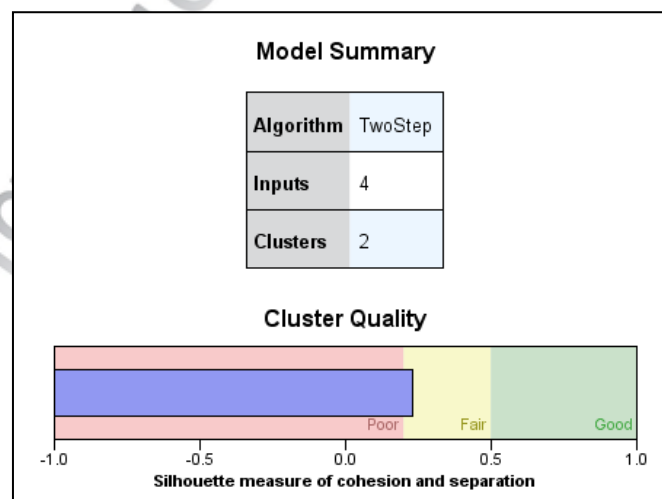 Model Summary
Algorithm TwoStep
Inputs 4
Clusters 2
Cluster Quality
Poor Fair Good
-1.0 -0.5 0.0 0.5 1.0
Silhouette measure of cohesion and separation